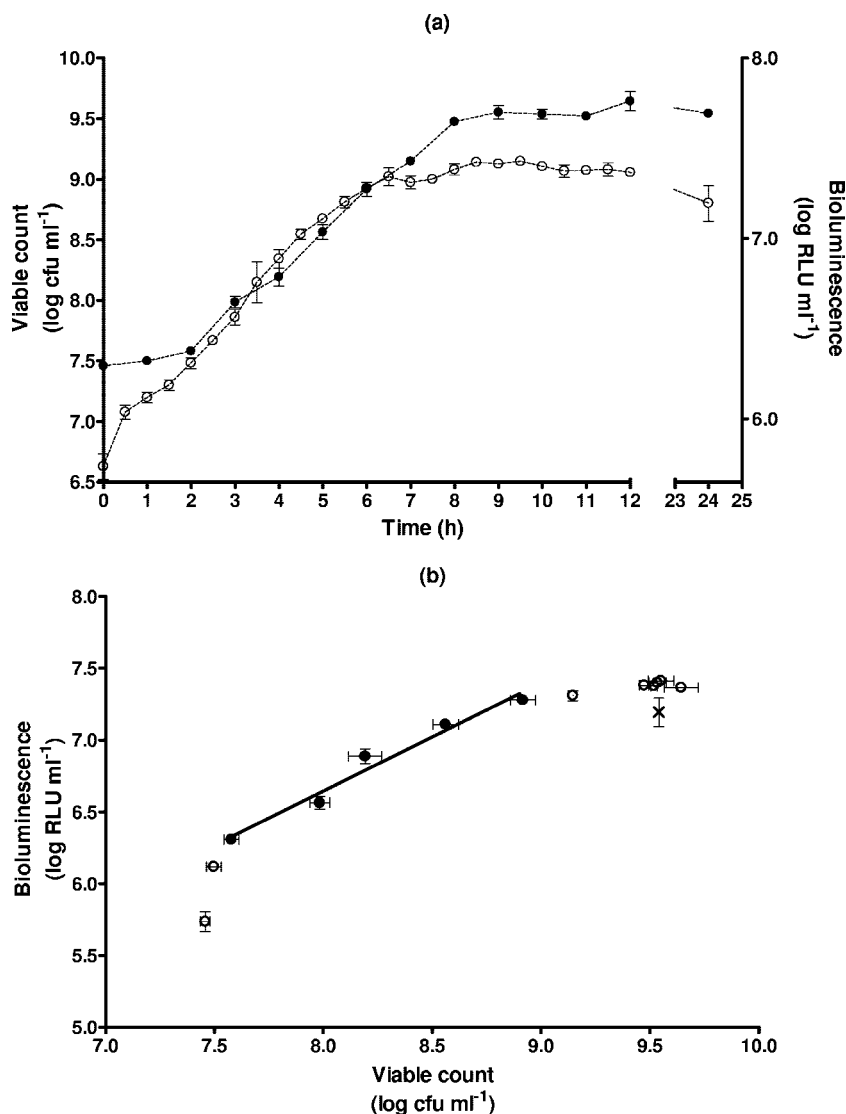 (a)
10.0
9.5
9.0
8.5
8.0
7.5
7.0
6.5
Viable count
(log cfu ml⁻¹)
8.0
7.0
6.0
Bioluminescence
(log RLU ml⁻¹)
0 1 2 3 4 5 6 7 8 9 10 11 12 23 24 25
Time (h)
(b)
8.0
7.5
7.0
6.5
6.0
5.5
5.0
Bioluminescence
(log RLU ml⁻¹)
7.0 7.5 8.0 8.5 9.0 9.5 10.0
Viable count
(log cfu ml⁻¹)